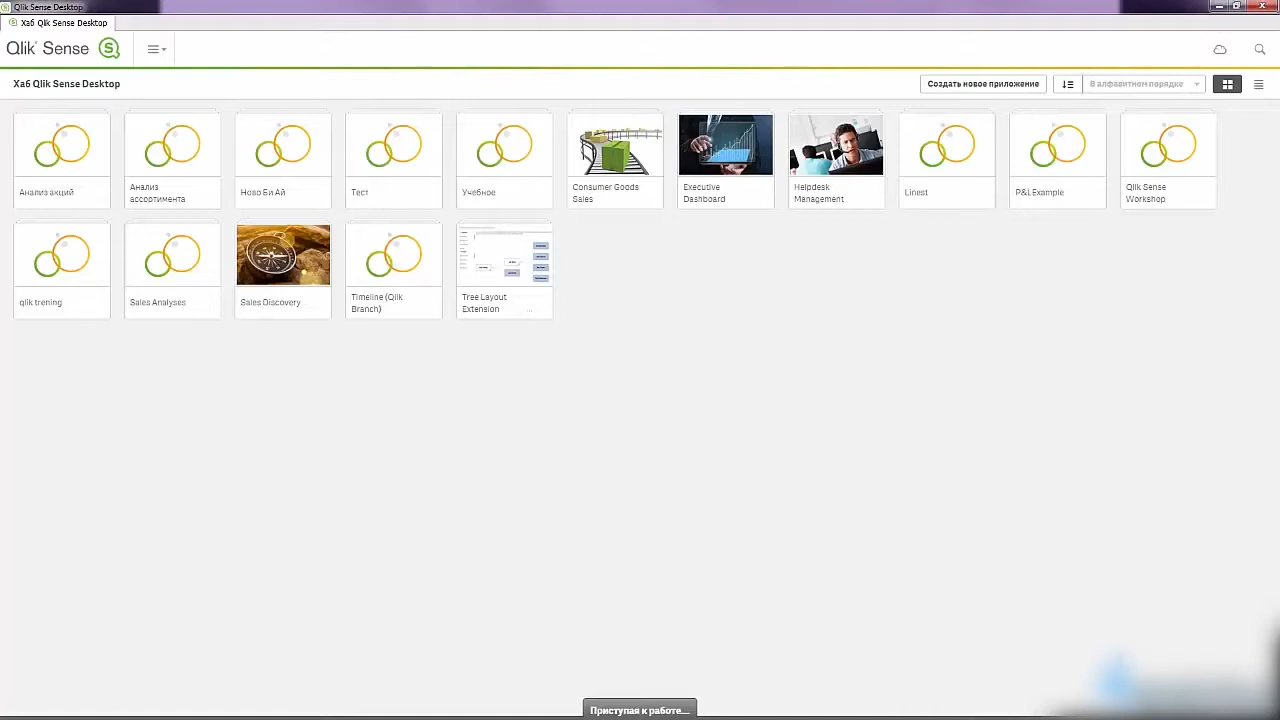 Qlik Sense Desktop
Хаб Qlik Sense Desktop
Qlik Sense
Хаб Qlik Sense Desktop
Создать новое приложение
В алфавитном порядке
Анализ акций
Анализ
ассортимента
Ново Би Ай
Тест
Учебное
Consumer Goods
Sales
Executive
Dashboard
Helpdesk
Management
Linest
P&LExample
Qlik Sense
Workshop
qlik trening
Sales Analyses
Sales Discovery
Timeline (Qlik
Branch)
Tree Layout
Extension ...
Приступая к работе...